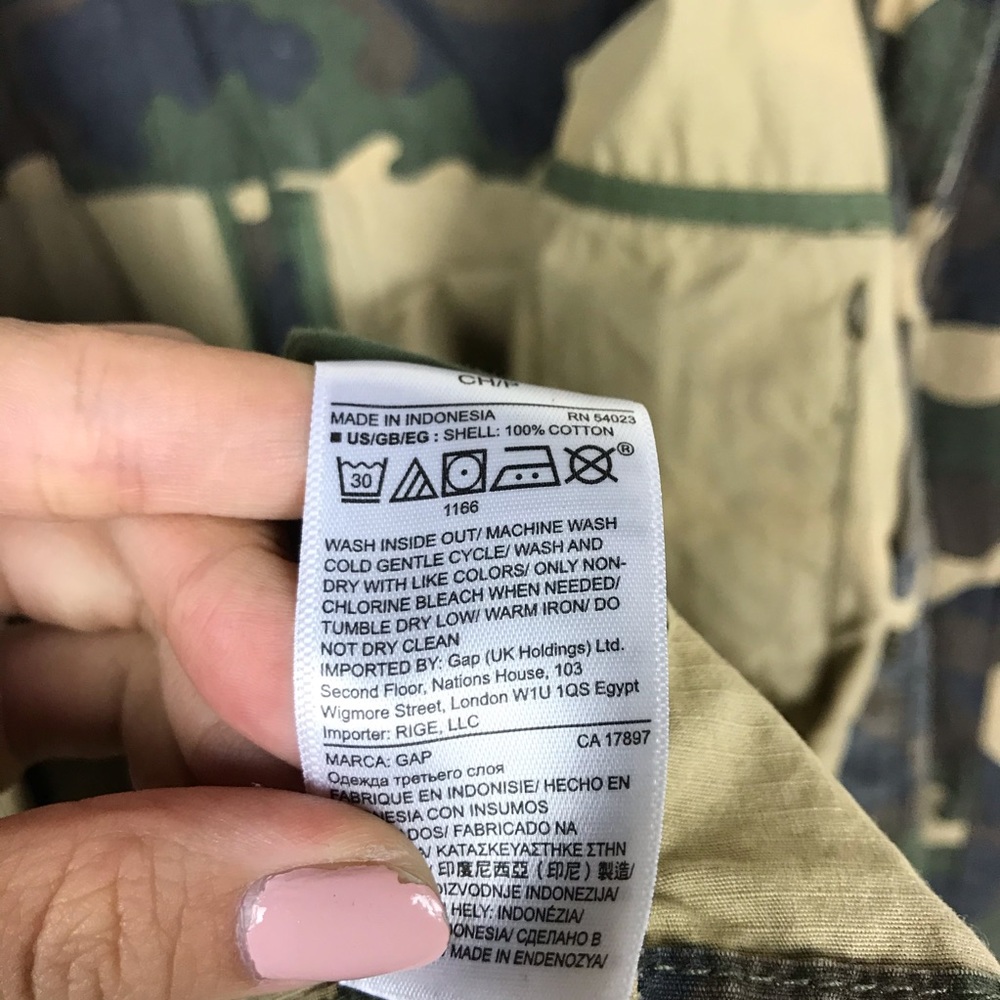 CH/P
MADE IN INDONESIA RN 54023
■ US/GB/EG : SHELL: 100% COTTON
30 ®
1166
WASH INSIDE OUT/ MACHINE WASH
COLD GENTLE CYCLE/ WASH AND
DRY WITH LIKE COLORS/ ONLY NON-
CHLORINE BLEACH WHEN NEEDED/
TUMBLE DRY LOW/ WARM IRON/ DO
NOT DRY CLEAN
IMPORTED BY: Gap (UK Holdings) Ltd.
Second Floor, Nations House, 103
Wigmore Street, London W1U 1QS Egypt
Importer: RIGE, LLC
CA 17897
MARCA: GAP
Одежда третьего слоя
FABRIQUE EN INDONISIE/ HECHO EN
NESIA CON INSUMOS
DOS/ FABRICADO NA
/ ΚΑΤΑΣΚΕΥΑΣΤΗΚΕ ΣΤΗΝ
/ 印度尼西亞（印尼）製造/
OIZVODNJE INDONEZIJA/
HELY: INDONÉZIA/
ONESIA/ СДЕЛАНО В
/ MADE IN ENDENOZYA/